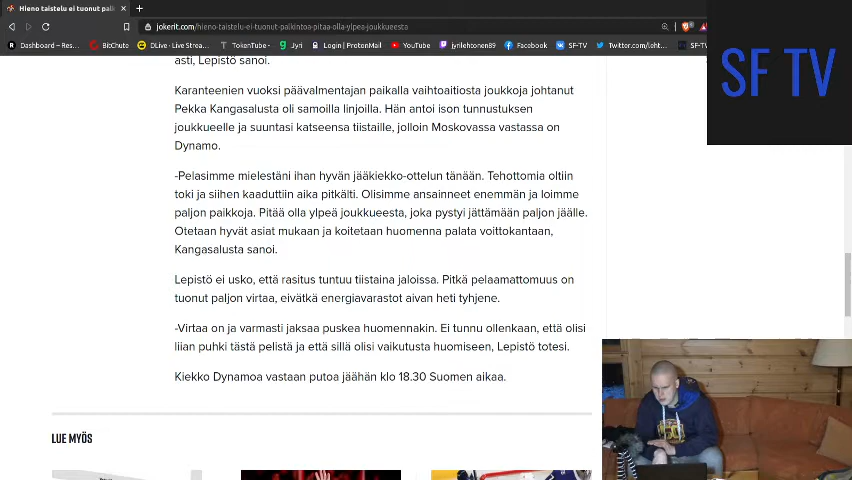 Hieno taistelu ei tuonut palk
jokerit.com/hieno-taistelu-ei-tuonut-palkintoa-pitaa-olla-ylpea-joukkueesta
Dashboard – Res... BitChute DLive · Live Strea... TokenTube - Jyri Login | ProtonMail YouTube jyrilehtonen89 Facebook SF-TV Twitter.com/leht... SF-TV
SF TV
asti, Lepistö sanoi.
Karanteenien vuoksi päävalmentajan paikalla vaihtoaitiosta joukkoja johtanut
Pekka Kangasalusta oli samoilla linjoilla. Hän antoi ison tunnustuksen
joukkueelle ja suuntasi katseensa tiistaille, jolloin Moskovassa vastassa on
Dynamo.
-Pelasimme mielestäni ihan hyvän jääkiekko-ottelun tänään. Tehottomia oltiin
toki ja siihen kaaduttiin aika pitkälti. Olisimme ansainneet enemmän ja loimme
paljon paikkoja. Pitää olla ylpeä joukkueesta, joka pystyi jättämään paljon jäälle.
Otetaan hyvät asiat mukaan ja koitetaan huomenna palata voittokantaan,
Kangasalusta sanoi.
Lepistö ei usko, että rasitus tuntuu tiistaina jaloissa. Pitkä pelaamattomuus on
tuonut paljon virtaa, eivätkä energiavarastot aivan heti tyhjene.
-Virtaa on ja varmasti jaksaa puskea huomennakin. Ei tunnu ollenkaan, että olisi
liian puhki tästä pelistä ja että sillä olisi vaikutusta huomiseen, Lepistö totesi.
Kiekko Dynamoa vastaan putoa jäähän klo 18.30 Suomen aikaa.
LUE MYÖS